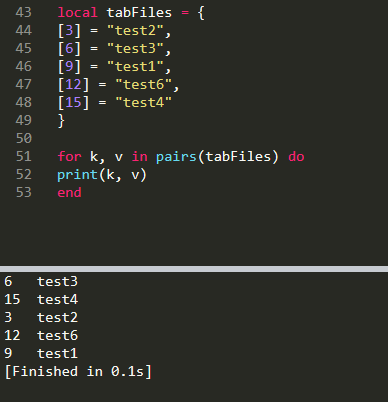 43 local tabFiles = {
44 [3] = "test2",
45 [6] = "test3",
46 [9] = "test1",
47 [12] = "test6",
48 [15] = "test4"
49 }
50
51 for k, v in pairs(tabFiles) do
52 print(k, v)
53 end
6 test3
15 test4
3 test2
12 test6
9 test1
[Finished in 0.1s]